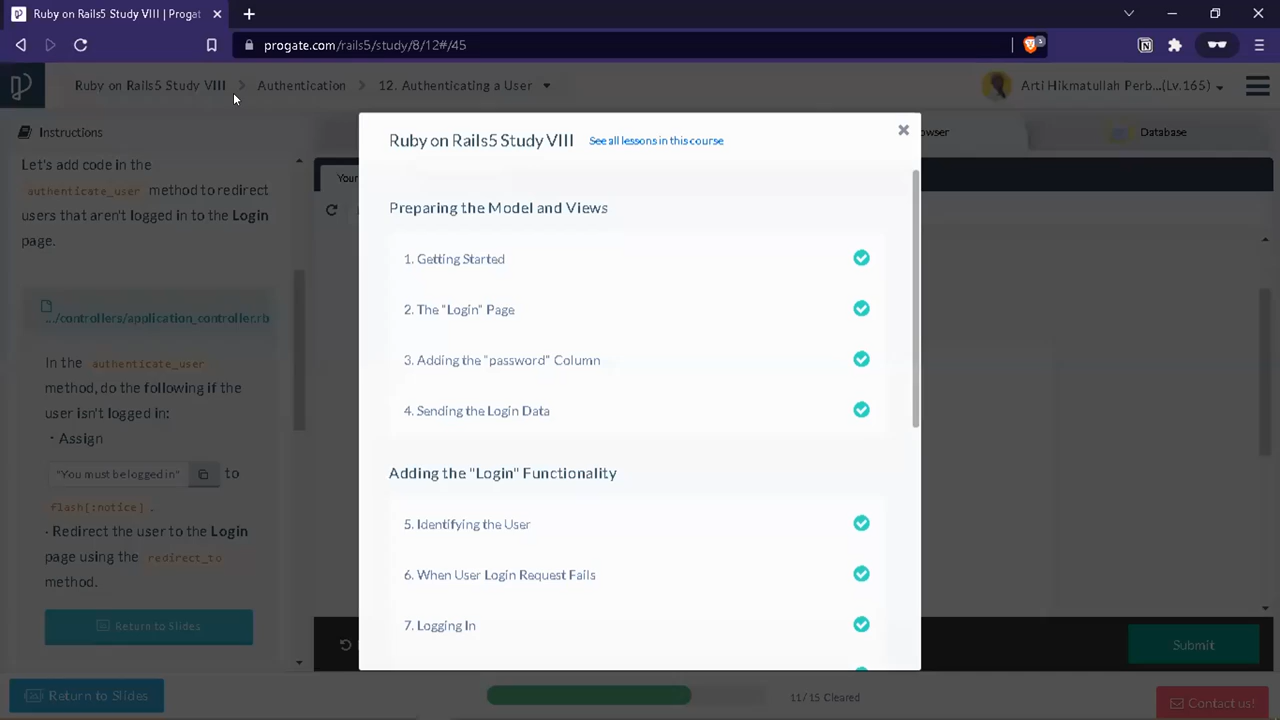 Ruby on Rails5 Study VIII | Progat
progate.com/rails5/study/8/12#/45
3
Ruby on Rails5 Study VIII
Authentication
12. Authenticating a User
Arti Hikmatullah Perb...(Lv.165)
Instructions
Let's add code in the
authenticate_user method to redirect
users that aren't logged in to the Login
page.
.../controllers/application_controller.rb
In the authenticate_user
method, do the following if the
user isn't logged in:
・Assign
"You must be logged in" to
flash[:notice].
- Redirect the user to the Login
page using the redirect_to
method.
Return to Slides
Database
Ruby on Rails5 Study VIII See all lessons in this course
Preparing the Model and Views
1. Getting Started
2. The "Login" Page
3. Adding the "password" Column
4. Sending the Login Data
Adding the "Login" Functionality
5. Identifying the User
6. When User Login Request Fails
7. Logging In
Submit
Return to Slides
11/15 Cleared
Contact us!